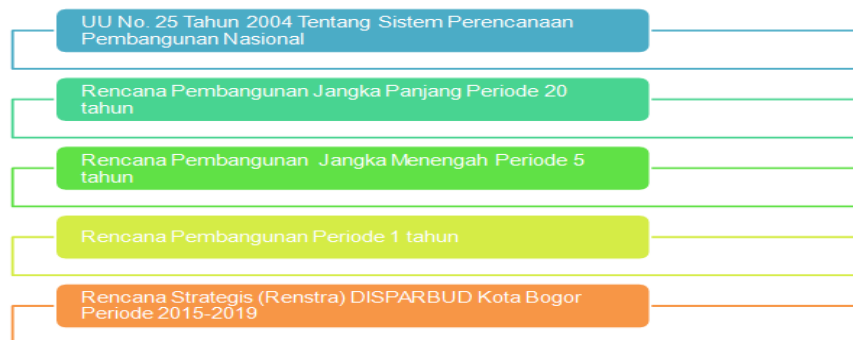 UU No. 25 Tahun 2004 Tentang Sistem Perencanaan
Pembangunan Nasional
Rencana Pembangunan Jangka Panjang Periode 20
tahun
Rencana Pembangunan Jangka Menengah Periode 5
tahun
Rencana Pembangunan Periode 1 tahun
Rencana Strategis (Renstra) DISPARBUD Kota Bogor
Periode 2015-2019